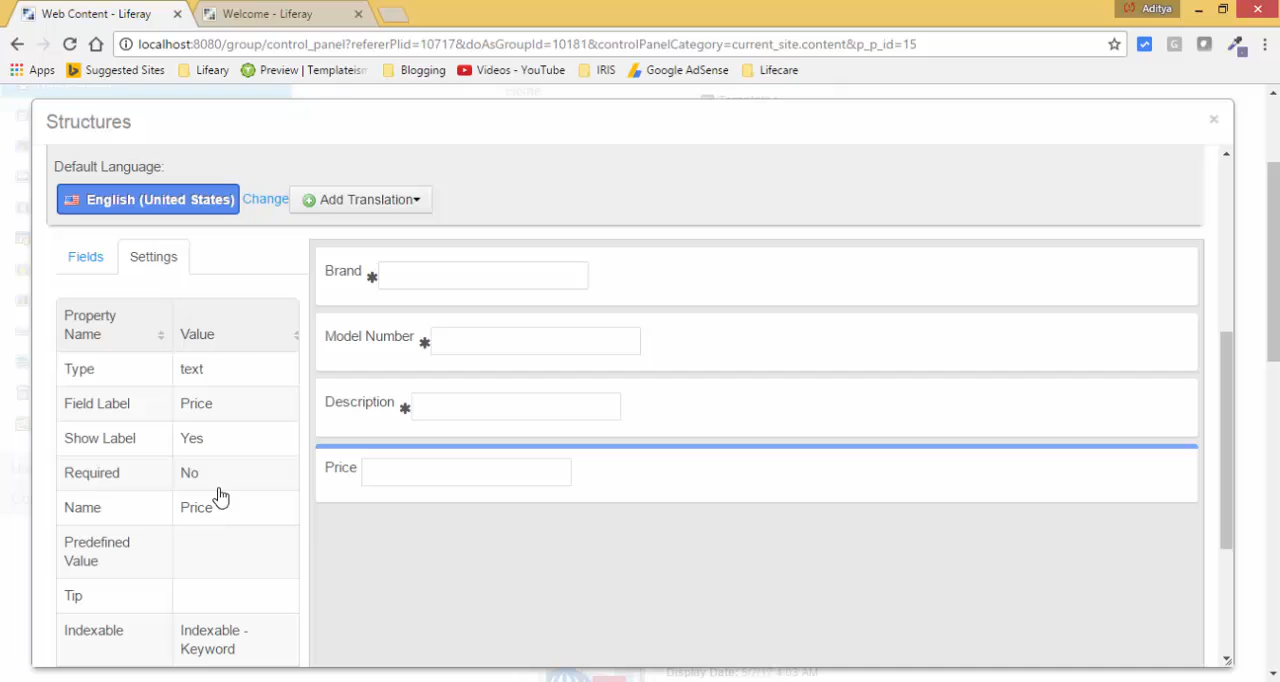 Web Content - Liferay
Welcome - Liferay
Aditya
localhost:8080/group/control_panel?refererPlid=10717&doAsGroupId=10181&controlPanelCategory=current_site.content&p_p_id=15
Apps
Suggested Sites
Lifeary
Preview | Templateism
Blogging
Videos - YouTube
IRIS
Google AdSense
Lifecare
Home
Structures
Default Language:
English (United States)
Change
Add Translation
Fields
Settings
Property Name
Value
Type
text
Field Label
Price
Show Label
Yes
Required
No
Name
Price
Predefined Value
Tip
Indexable
Indexable - Keyword
Brand
Model Number
Description
Price